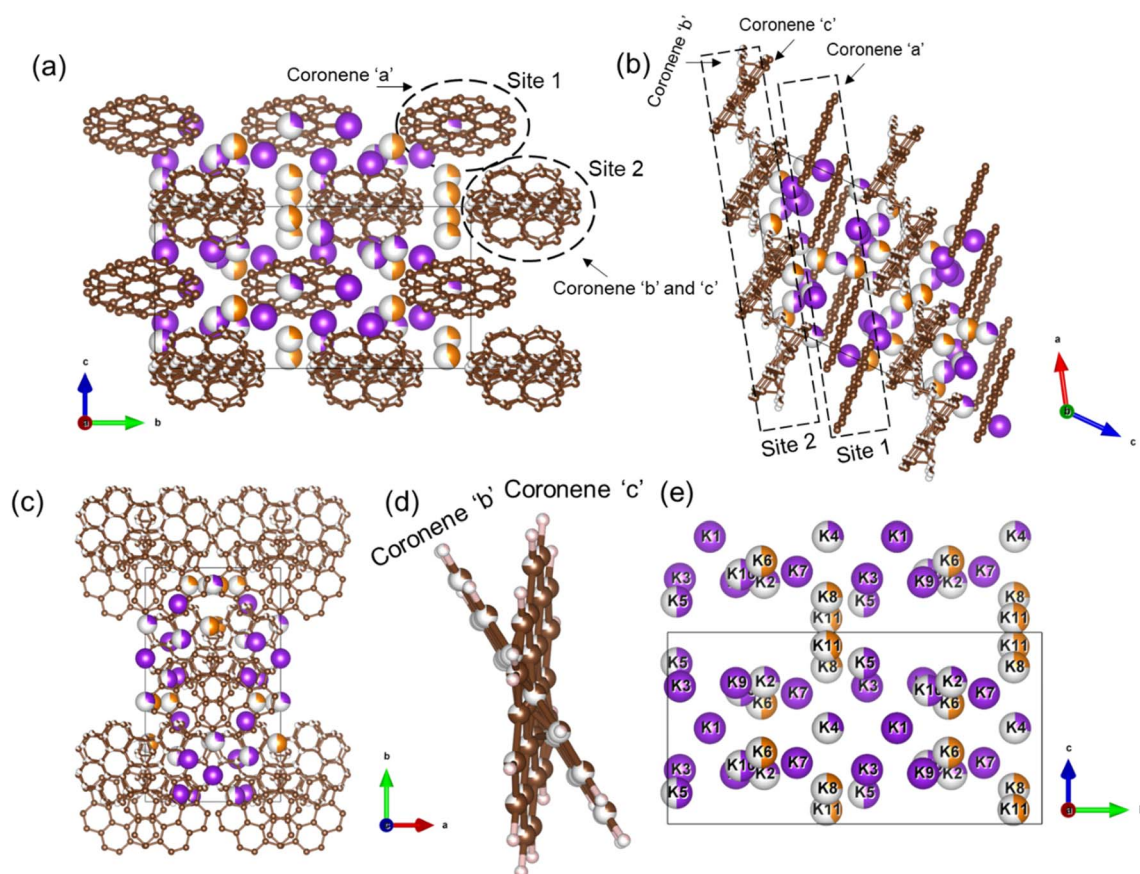 (a)
Coronene ‘a’
Site 1
Site 2
Coronene ‘b’ and ‘c’
c
b
(b)
Coronene ‘b’
Coronene ‘c’
Coronene ‘a’
Site 2
Site 1
a
b
c
(c)
b
c
a
(d)
Coronene ‘b’
Coronene ‘c’
(e)
K1
K4
K1
K4
K6
K6
K3
K2
K7
K3
K9
K2
K7
K5
K8
K5
K8
K11
K11
K11
K11
K5
K8
K5
K8
K3
K9
K2
K7
K3
K2
K7
K6
K6
K1
K4
K1
K4
K6
K6
K3
K2
K7
K3
K9
K2
K7
K5
K8
K5
K8
K11
K11
c